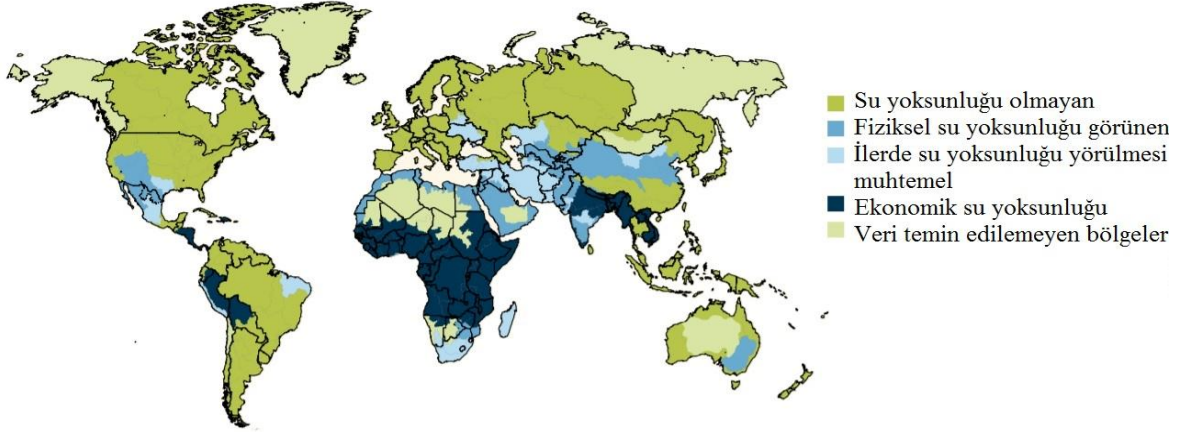 Su yoksunluğu olmayan
Fiziksel su yoksunluğu görünen
İlerde su yoksunluğu yörülmesi
muhtemel
Ekonomik su yoksunluğu
Veri temin edilemeyen bölgeler